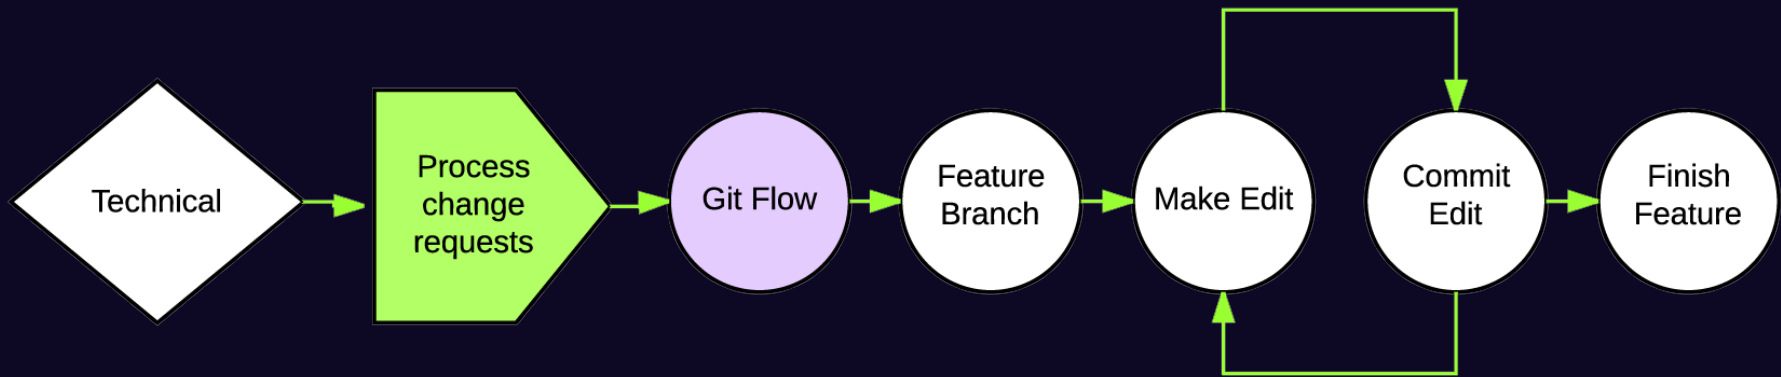 Technical
Process
change
requests
Git Flow
Feature
Branch
Make Edit
Commit
Edit
Finish
Feature